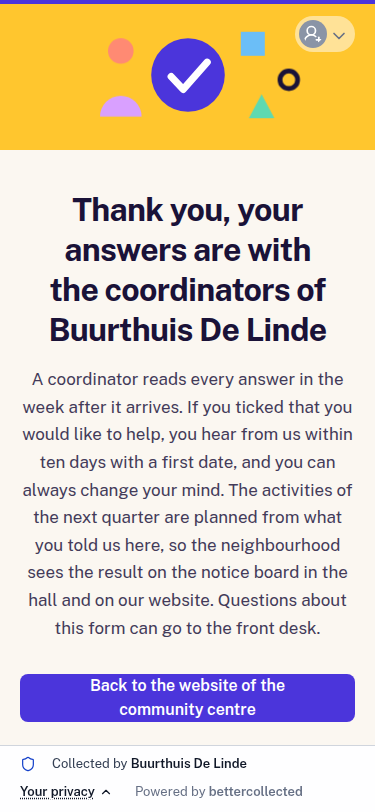 Thank you, your
answers are with
the coordinators of
Buurthuis De Linde
A coordinator reads every answer in the
week after it arrives. If you ticked that you
would like to help, you hear from us within
ten days with a first date, and you can
always change your mind. The activities of
the next quarter are planned from what
you told us here, so the neighbourhood
sees the result on the notice board in the
hall and on our website. Questions about
this form can go to the front desk.
Back to the website of the
community centre
Collected by Buurthuis De Linde
Your privacy Powered by bettercollected